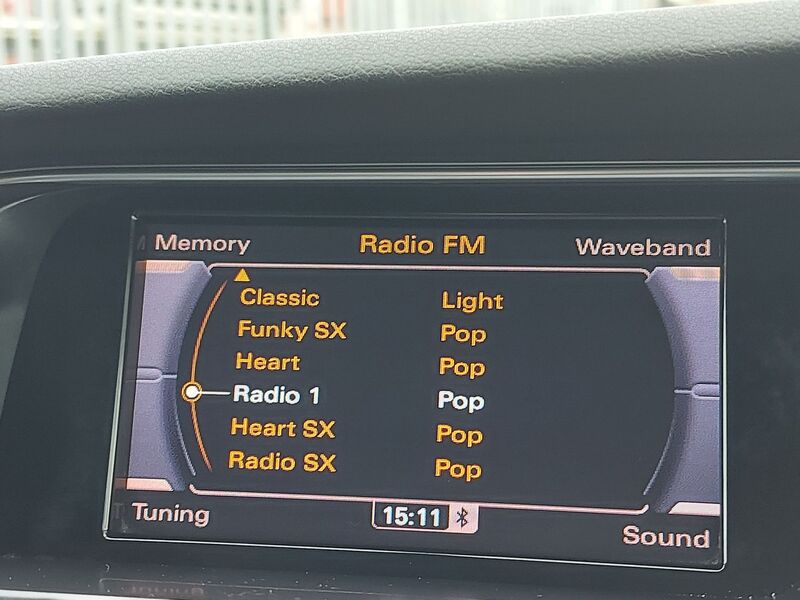 Memory Radio FM Waveband
Classic Light
Funky SX Pop
Heart Pop
Radio 1 Pop
Heart SX Pop
Radio SX Pop
Tuning 15:11 Sound